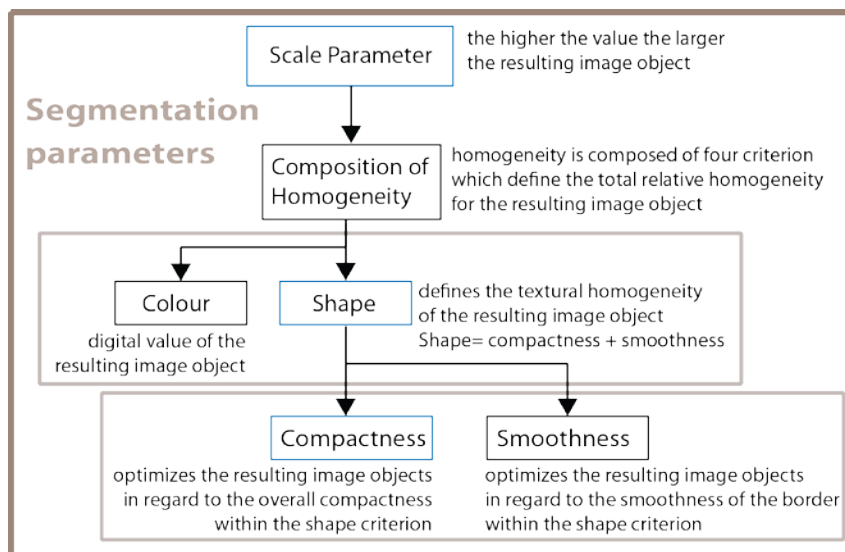 Scale Parameter
the higher the value the larger
the resulting image object
Segmentation
parameters
Composition of
Homogeneity
homogeneity is composed of four criterion
which define the total relative homogeneity
for the resulting image object
Colour
digital value of the
resulting image object
Shape
defines the textural homogeneity
of the resulting image object
Shape= compactness + smoothness
Compactness
optimizes the resulting image objects
in regard to the overall compactness
within the shape criterion
Smoothness
optimizes the resulting image objects
in regard to the smoothness of the border
within the shape criterion